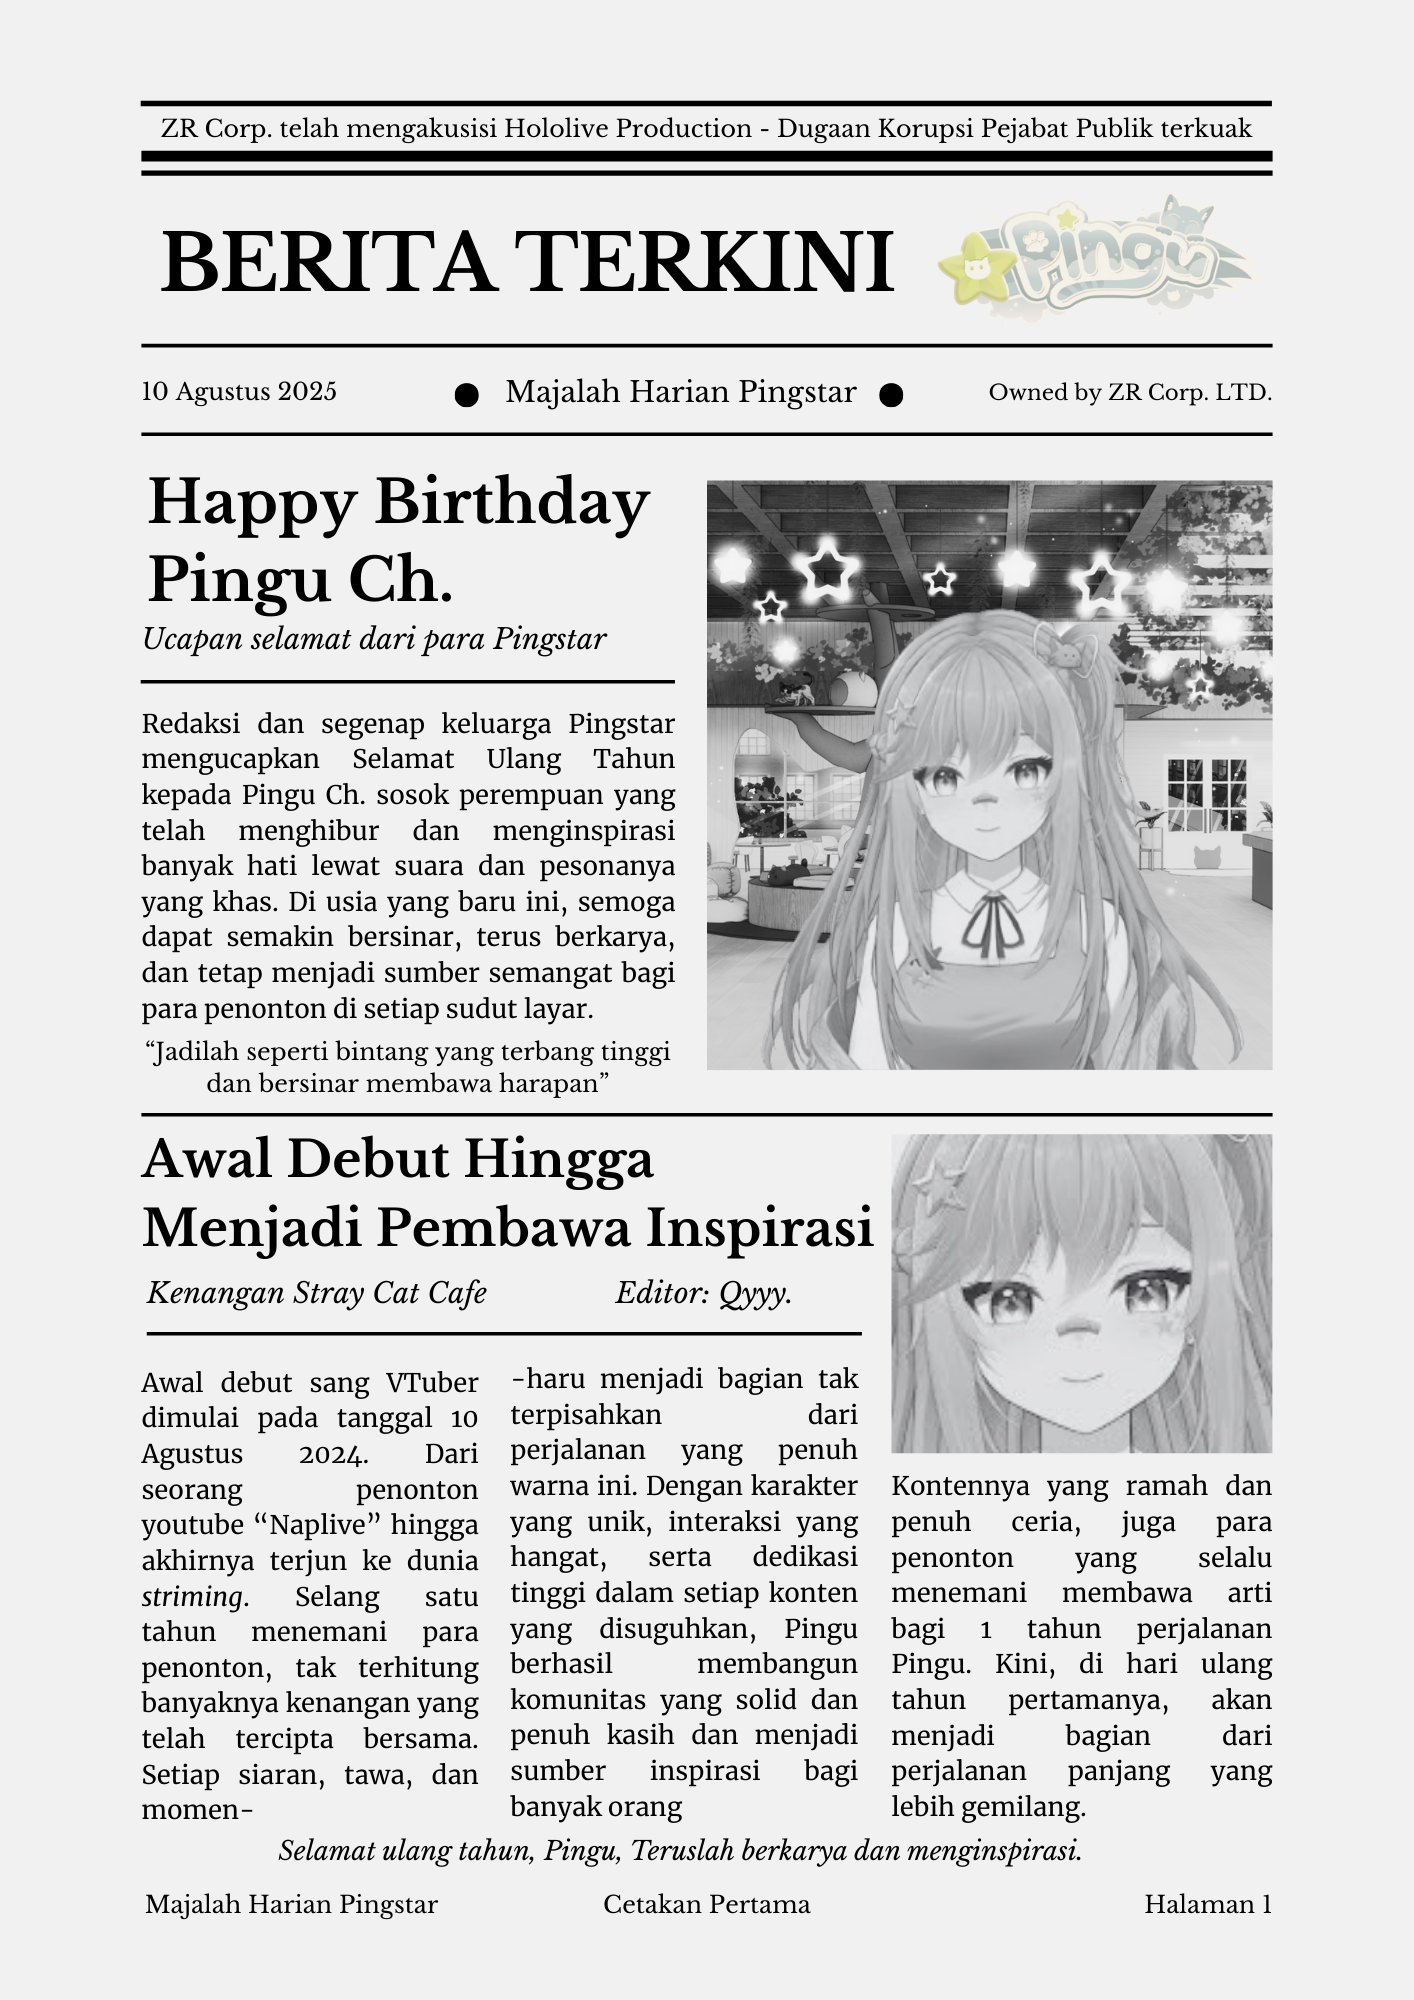 ZR Corp. telah mengakusisi Hololive Production - Dugaan Korupsi Pejabat Publik terkuak
BERITA TERKINI
Pingu
10 Agustus 2025
Majalah Harian Pingstar
Owned by ZR Corp. LTD.
Happy Birthday
Pingu Ch.
Ucapan selamat dari para Pingstar
Redaksi dan segenap keluarga Pingstar
mengucapkan Selamat Ulang Tahun
kepada Pingu Ch. sosok perempuan yang
telah menghibur dan menginspirasi
banyak hati lewat suara dan pesonanya
yang khas. Di usia yang baru ini, semoga
dapat semakin bersinar, terus berkarya,
dan tetap menjadi sumber semangat bagi
para penonton di setiap sudut layar.
“Jadilah seperti bintang yang terbang tinggi
dan bersinar membawa harapan”
Awal Debut Hingga
Menjadi Pembawa Inspirasi
Kenangan Stray Cat Cafe
Editor: Qyyy.
Awal debut sang VTuber
dimulai pada tanggal 10
Agustus 2024. Dari
seorang penonton
youtube “Naplive” hingga
akhirnya terjun ke dunia
striming. Selang satu
tahun menemani para
penonton, tak terhitung
banyaknya kenangan yang
telah tercipta bersama.
Setiap siaran, tawa, dan
momen-
-haru menjadi bagian tak
terpisahkan dari
perjalanan yang penuh
warna ini. Dengan karakter
yang unik, interaksi yang
hangat, serta dedikasi
tinggi dalam setiap konten
yang disuguhkan, Pingu
berhasil membangun
komunitas yang solid dan
penuh kasih dan menjadi
sumber inspirasi bagi
banyak orang
Kontennya yang ramah dan
penuh ceria, juga para
penonton yang selalu
menemani membawa arti
bagi 1 tahun perjalanan
Pingu. Kini, di hari ulang
tahun pertamanya, akan
menjadi bagian dari
perjalanan panjang yang
lebih gemilang.
Selamat ulang tahun, Pingu, Teruslah berkarya dan menginspirasi.
Majalah Harian Pingstar
Cetakan Pertama
Halaman 1